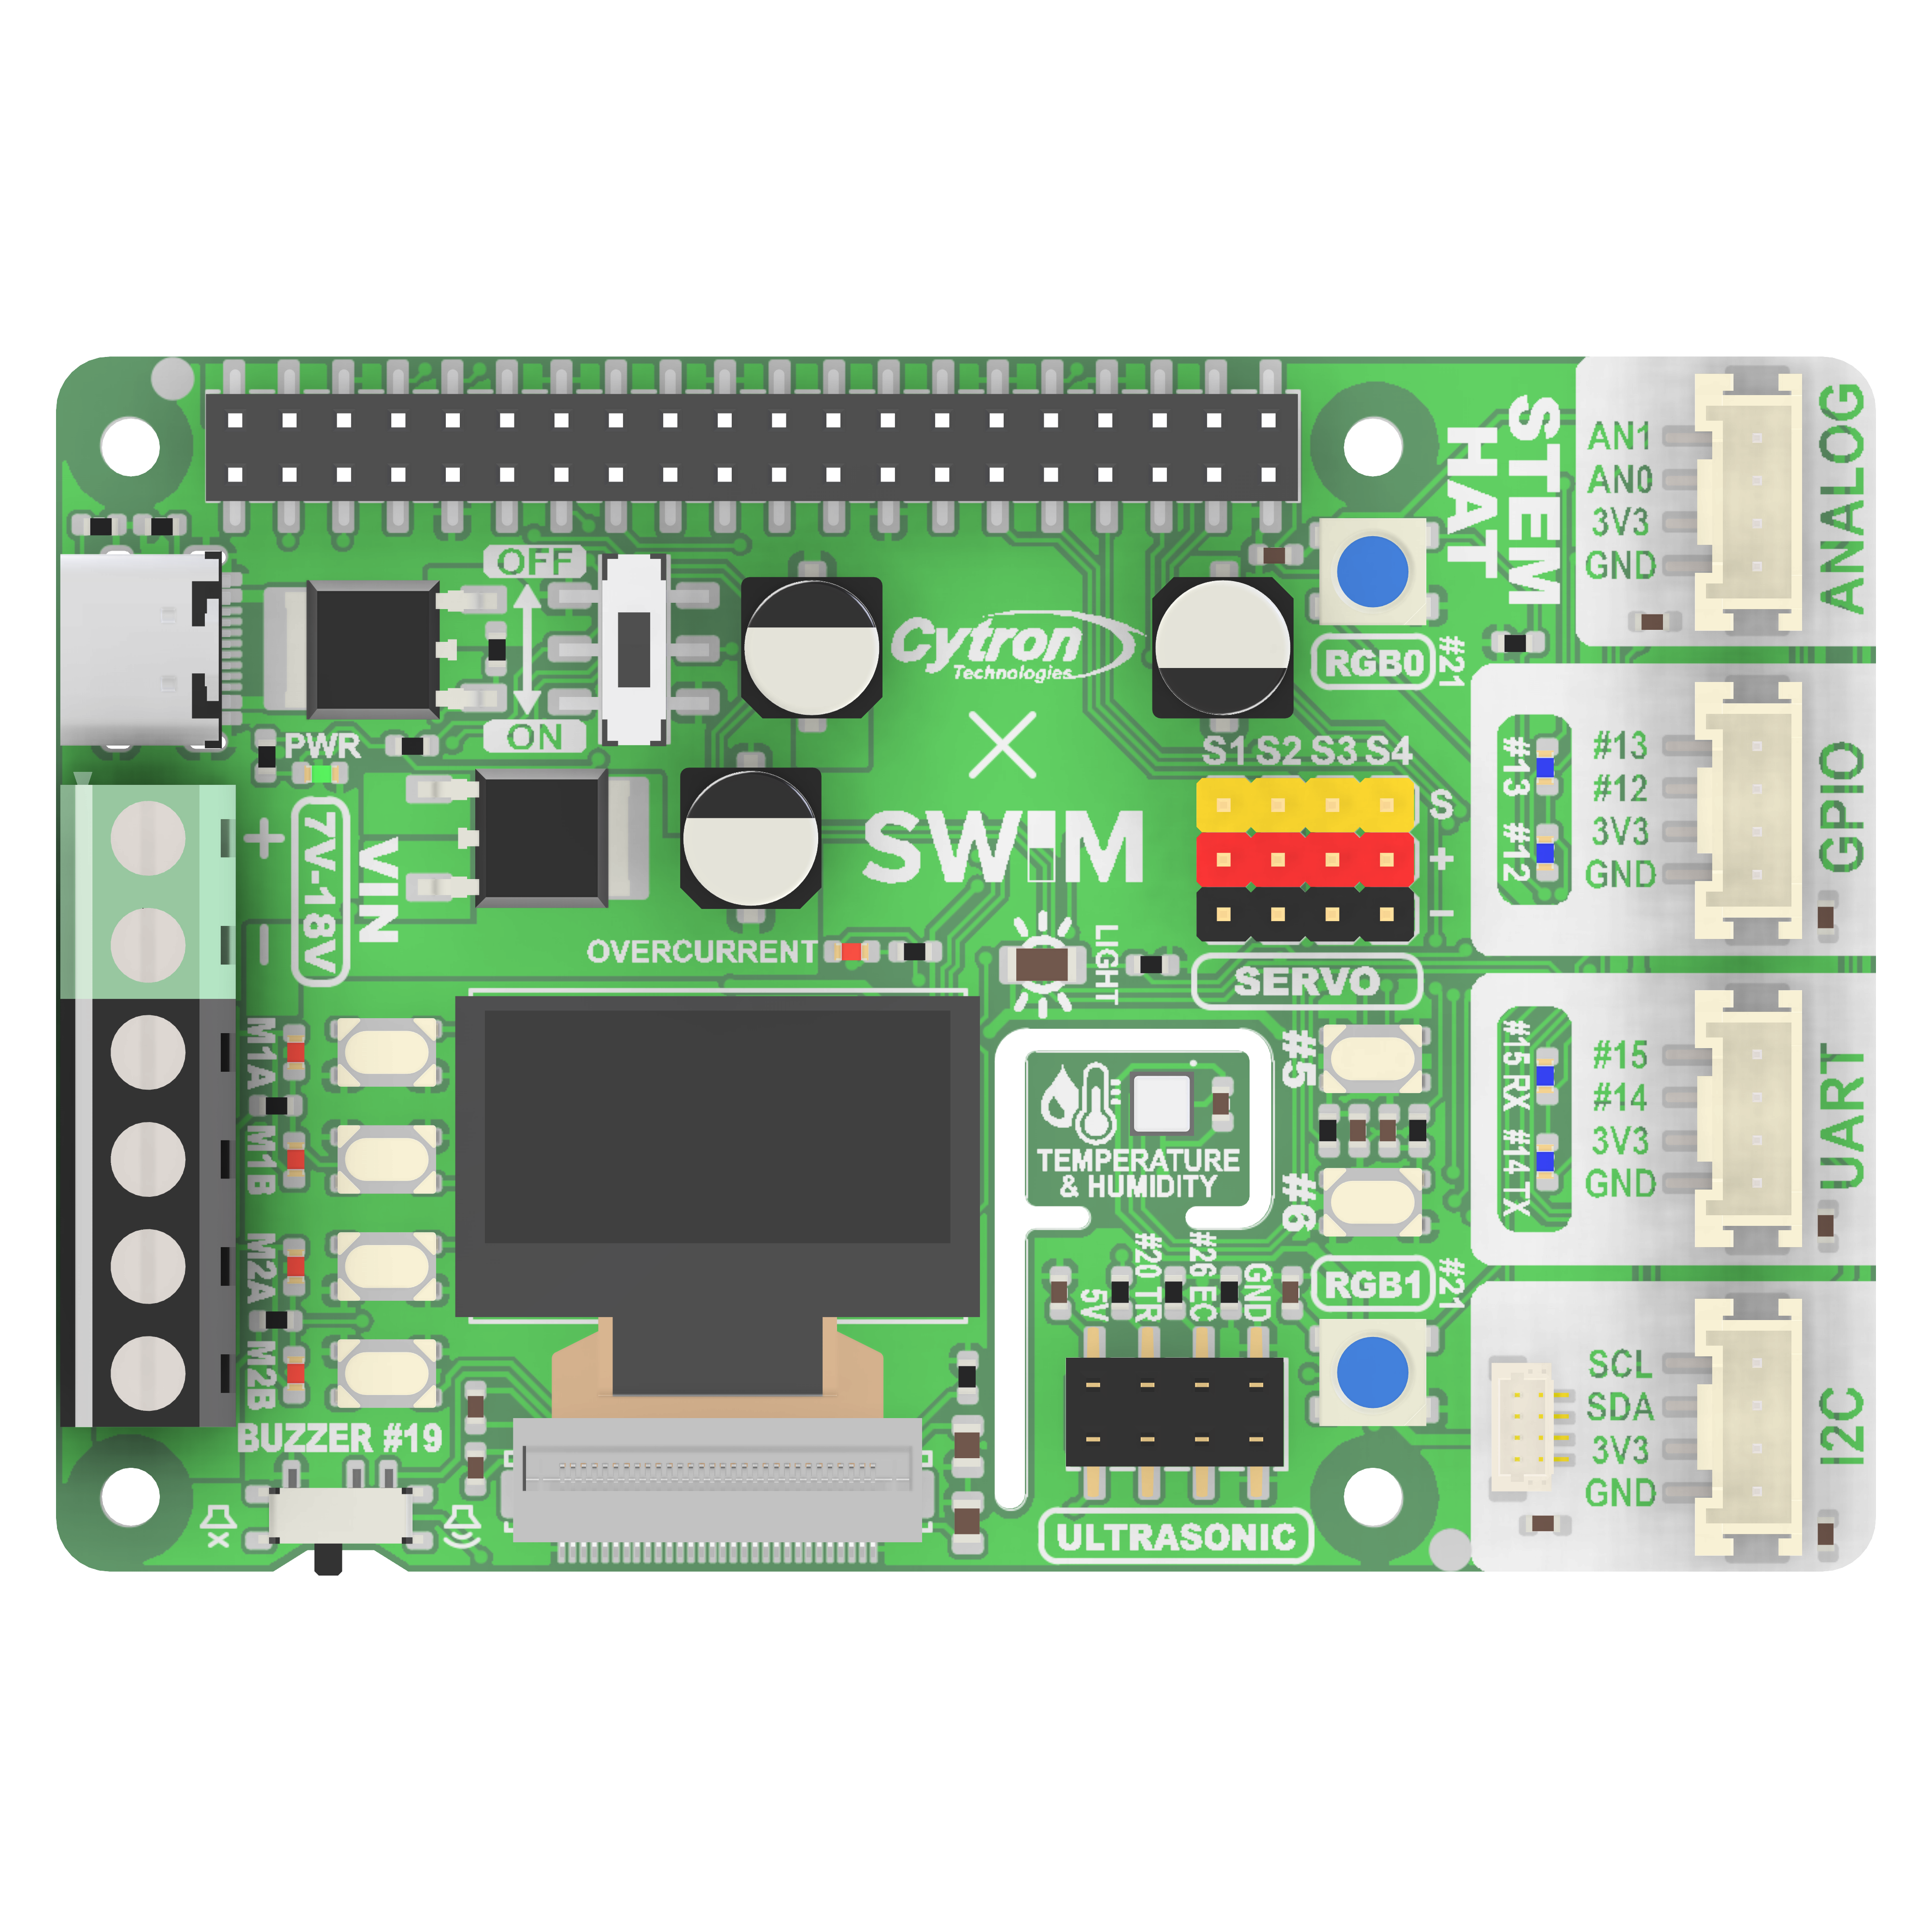 STEM
HAT
AN1
AN0
3V3
GND
ANALOG
OFF
ON
Cytron
Technologies
×
SWIM
RGB0
#21
PWR
+
-
7V-18V
VIN
S1 S2 S3 S4
S
+
-
SERVO
#13
#12
#13
#12
3V3
GND
GPIO
OVERCURRENT
LIGHT
M1A
M1B
M2A
M2B
TEMPERATURE
& HUMIDITY
#5
#6
#15 RX
#14 TX
#15
#14
3V3
GND
UART
5V
#20 TR
#26 EC
GND
RGB1
#21
SCL
SDA
3V3
GND
I2C
BUZZER #19
ULTRASONIC